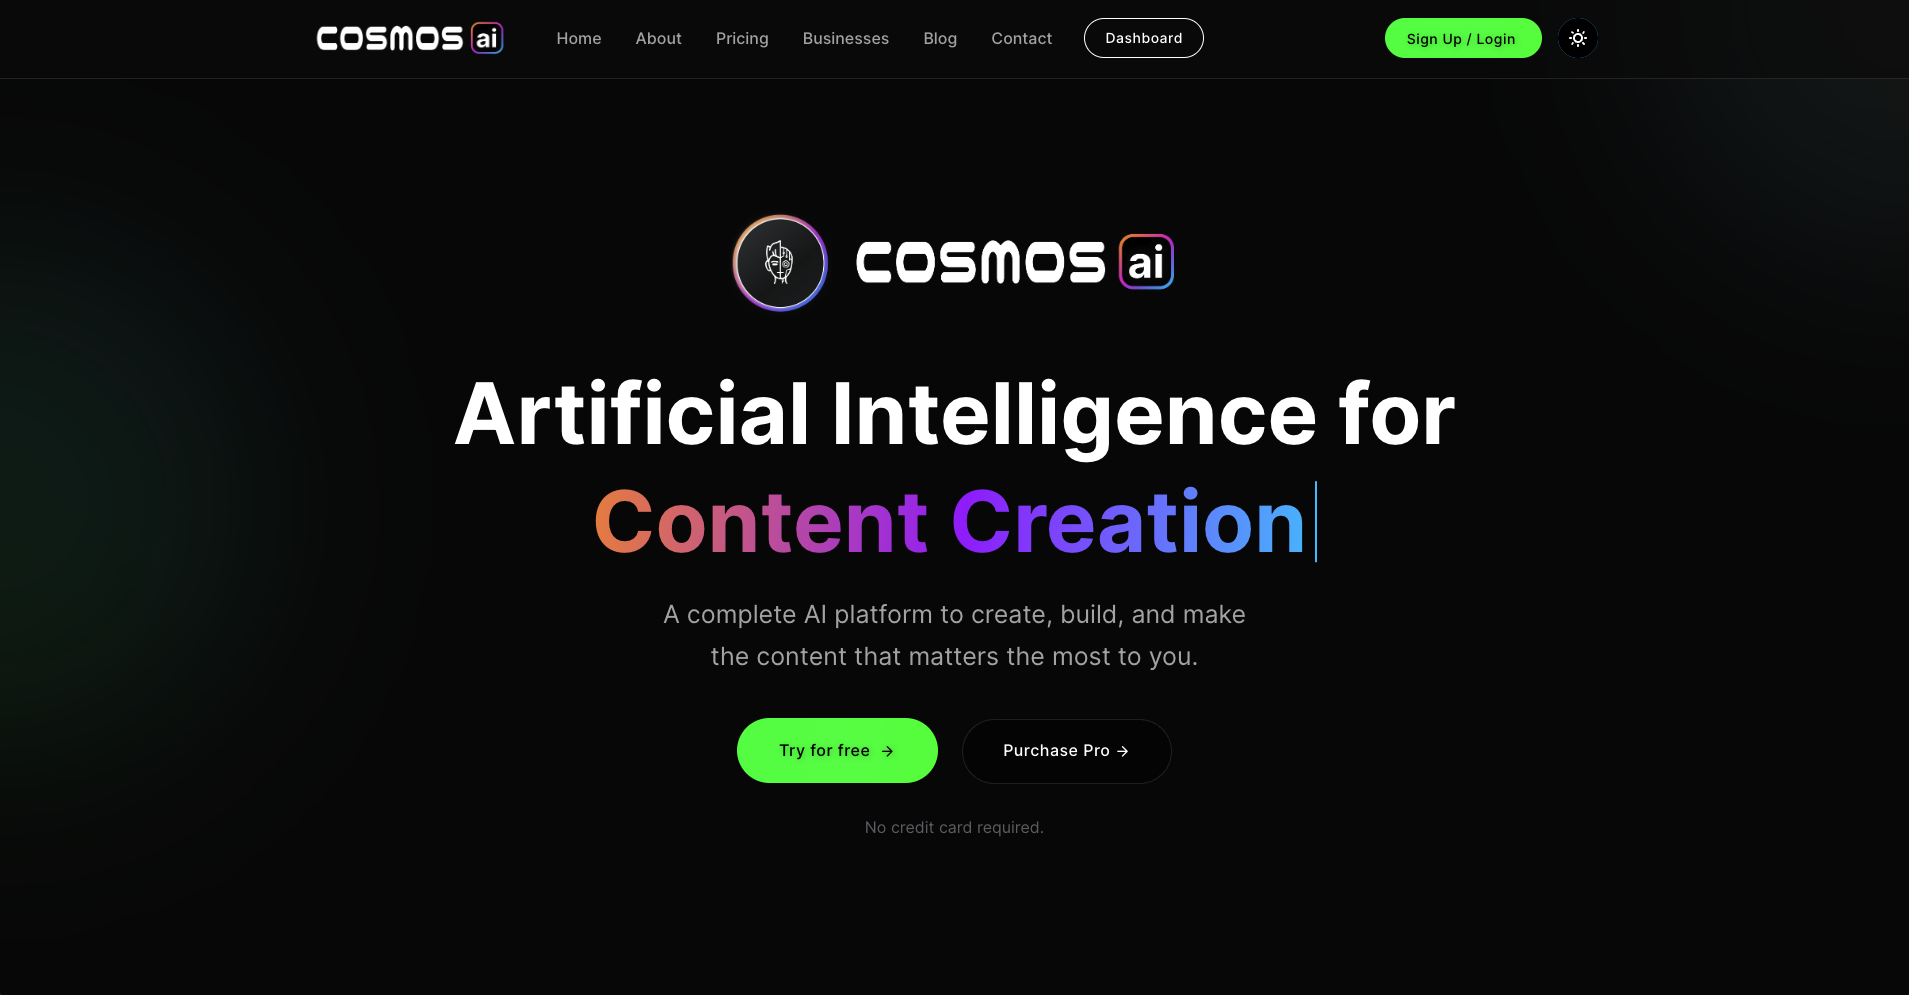 COSMOS ai
Home About Pricing Businesses Blog Contact Dashboard Sign Up / Login
COSMOS ai
Artificial Intelligence for
Content Creation
A complete AI platform to create, build, and make
the content that matters the most to you.
Try for free → Purchase Pro →
No credit card required.